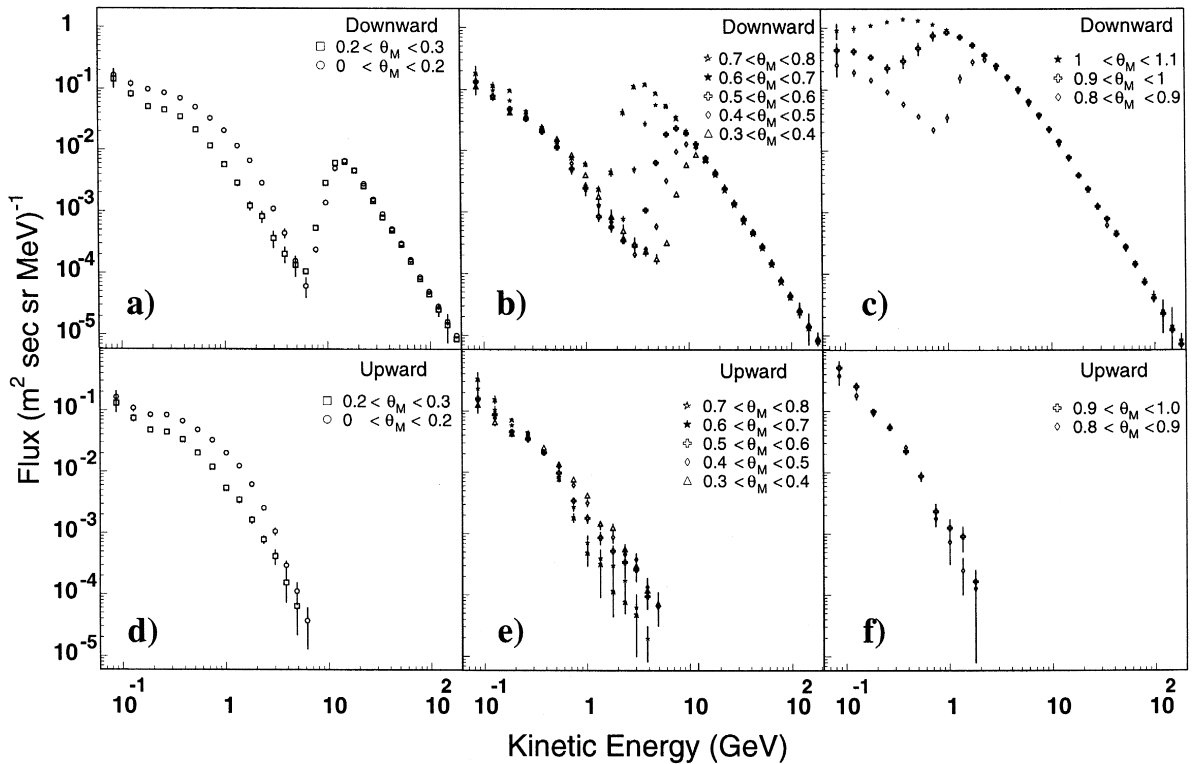 Downward
0.2 < θM < 0.3
0 < θM < 0.2
a)
Downward
0.7 < θM < 0.8
0.6 < θM < 0.7
0.5 < θM < 0.6
0.4 < θM < 0.5
0.3 < θM < 0.4
b)
Downward
1 < θM < 1.1
0.9 < θM < 1
0.8 < θM < 0.9
c)
Upward
0.2 < θM < 0.3
0 < θM < 0.2
d)
Upward
0.7 < θM < 0.8
0.6 < θM < 0.7
0.5 < θM < 0.6
0.4 < θM < 0.5
0.3 < θM < 0.4
e)
Upward
0.9 < θM < 1.0
0.8 < θM < 0.9
f)
1
10-1
10-2
10-3
10-4
10-5
10-1
10-2
10-3
10-4
10-5
Flux (m2 sec sr MeV)-1
10-1 1 10 102
10-1 1 10 102
10-1 1 10 102
Kinetic Energy (GeV)